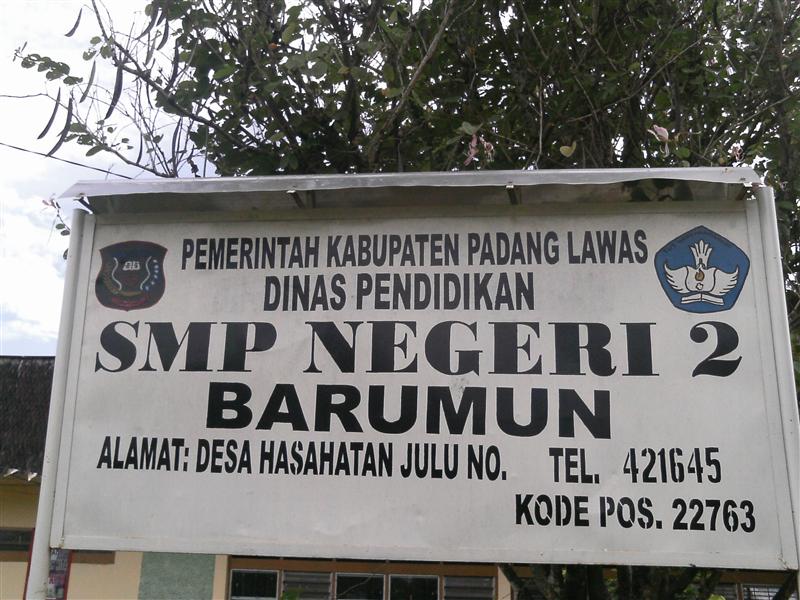 PEMERINTAH KABUPATEN PADANG LAWAS
DINAS PENDIDIKAN
SMP NEGERI 2
BARUMUN
ALAMAT: DESA HASAHATAN JULU NO. TEL. 421645
KODE POS. 22763